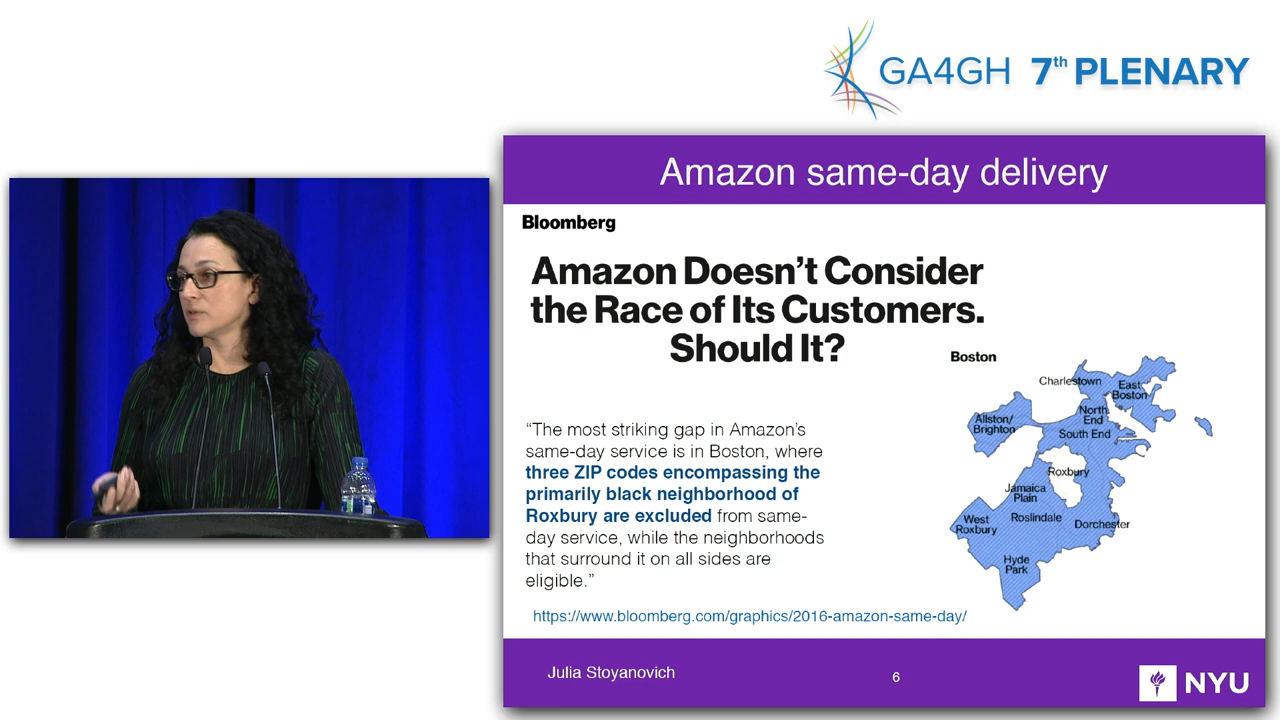 GA4GH 7th PLENARY
Amazon same-day delivery
Bloomberg
Amazon Doesn’t Consider
the Race of Its Customers.
Should It?
Boston
Charlestown
East
Boston
North
End
Allston/
Brighton
South End
Roxbury
Jamaica
Plain
Roslindale
West
Roxbury
Dorchester
Hyde
Park
“The most striking gap in Amazon’s
same-day service is in Boston, where
three ZIP codes encompassing the
primarily black neighborhood of
Roxbury are excluded from same-
day service, while the neighborhoods
that surround it on all sides are
eligible.”
https://www.bloomberg.com/graphics/2016-amazon-same-day/
Julia Stoyanovich
6
NYU